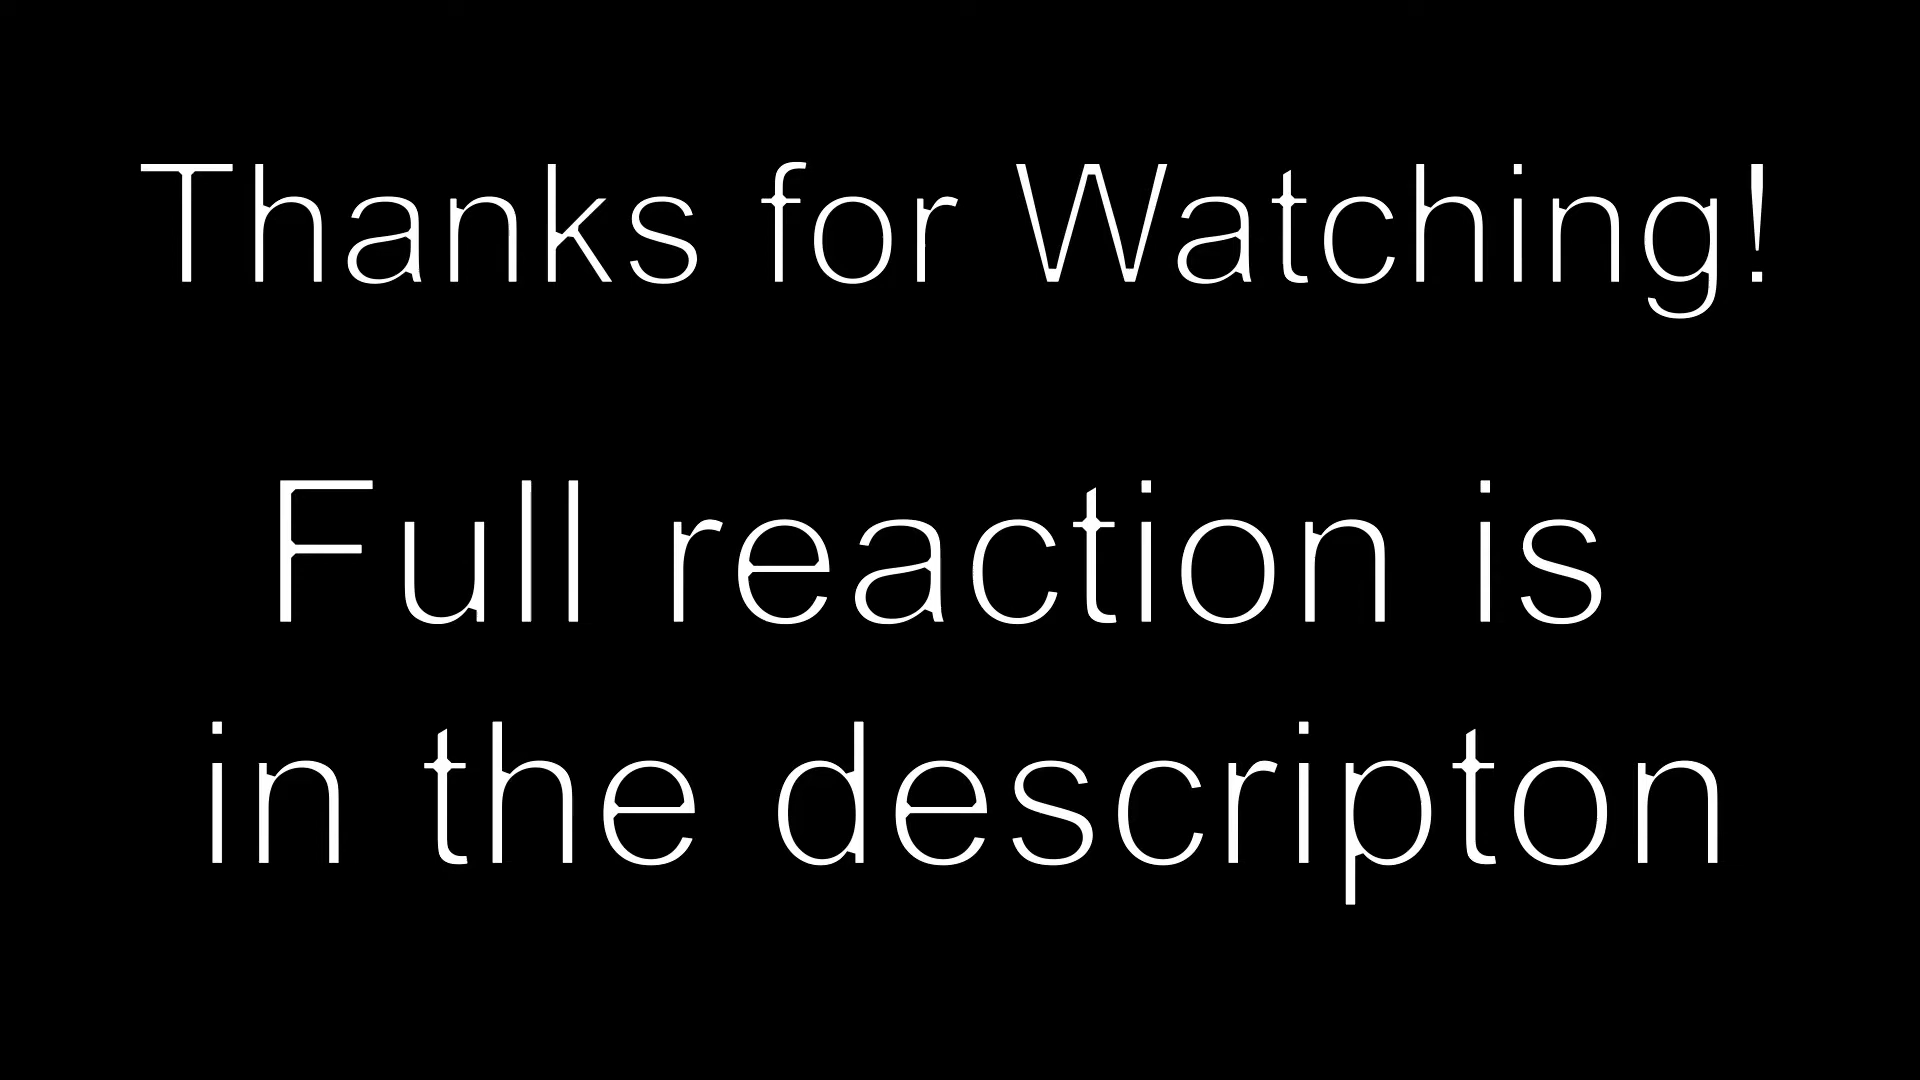 Thanks for Watching!
Full reaction is
in the descripton